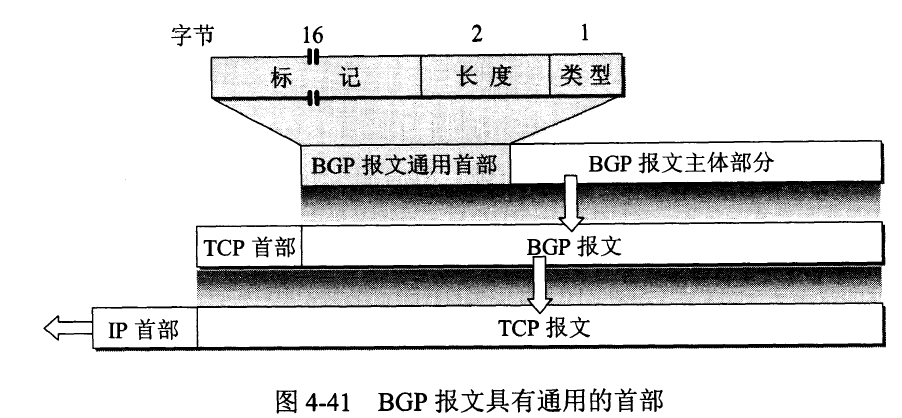 字节 16 2 1
标 记 长 度 类 型
BGP 报文通用首部 BGP 报文主体部分
TCP 首部 BGP 报文
IP 首部 TCP 报文
图 4-41 BGP 报文具有通用的首部